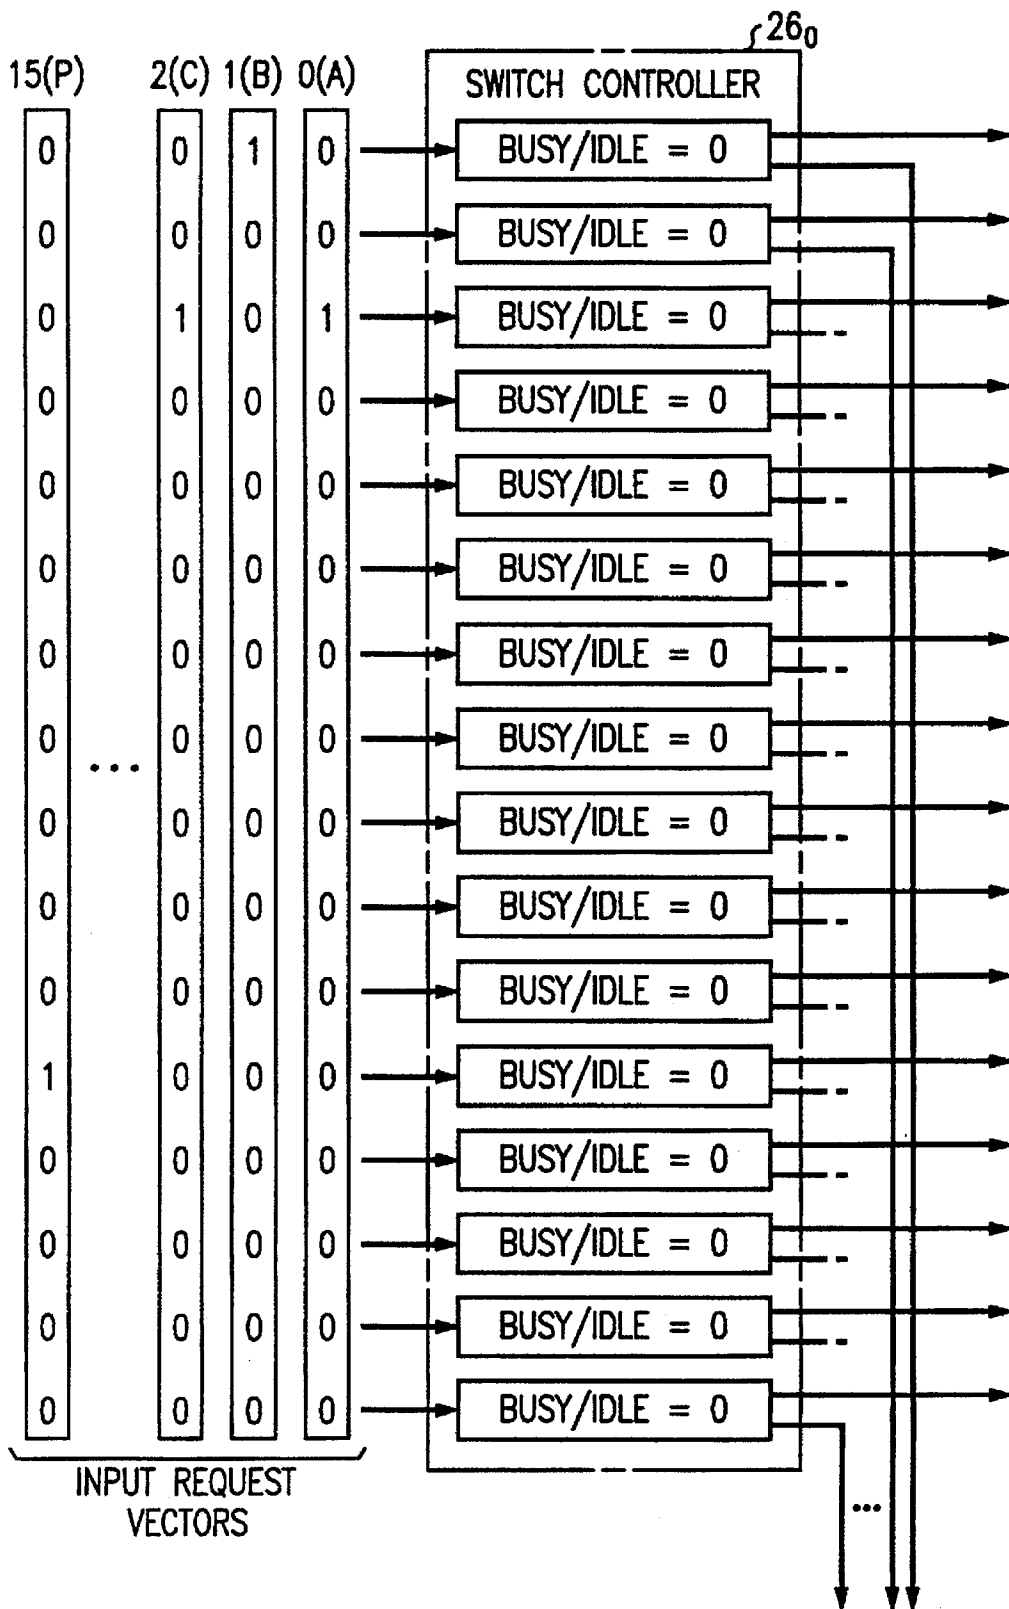 26₀
15(P) 2(C) 1(B) 0(A) SWITCH CONTROLLER
0 0 1 0 BUSY/IDLE = 0
0 0 0 0 BUSY/IDLE = 0
0 1 0 1 BUSY/IDLE = 0
0 0 0 0 BUSY/IDLE = 0
0 0 0 0 BUSY/IDLE = 0
0 0 0 0 BUSY/IDLE = 0
0 0 0 0 BUSY/IDLE = 0
0 ... 0 0 0 BUSY/IDLE = 0
0 0 0 0 BUSY/IDLE = 0
0 0 0 0 BUSY/IDLE = 0
0 0 0 0 BUSY/IDLE = 0
1 0 0 0 BUSY/IDLE = 0
0 0 0 0 BUSY/IDLE = 0
0 0 0 0 BUSY/IDLE = 0
0 0 0 0 BUSY/IDLE = 0
0 0 0 0 BUSY/IDLE = 0
INPUT REQUEST
VECTORS
...